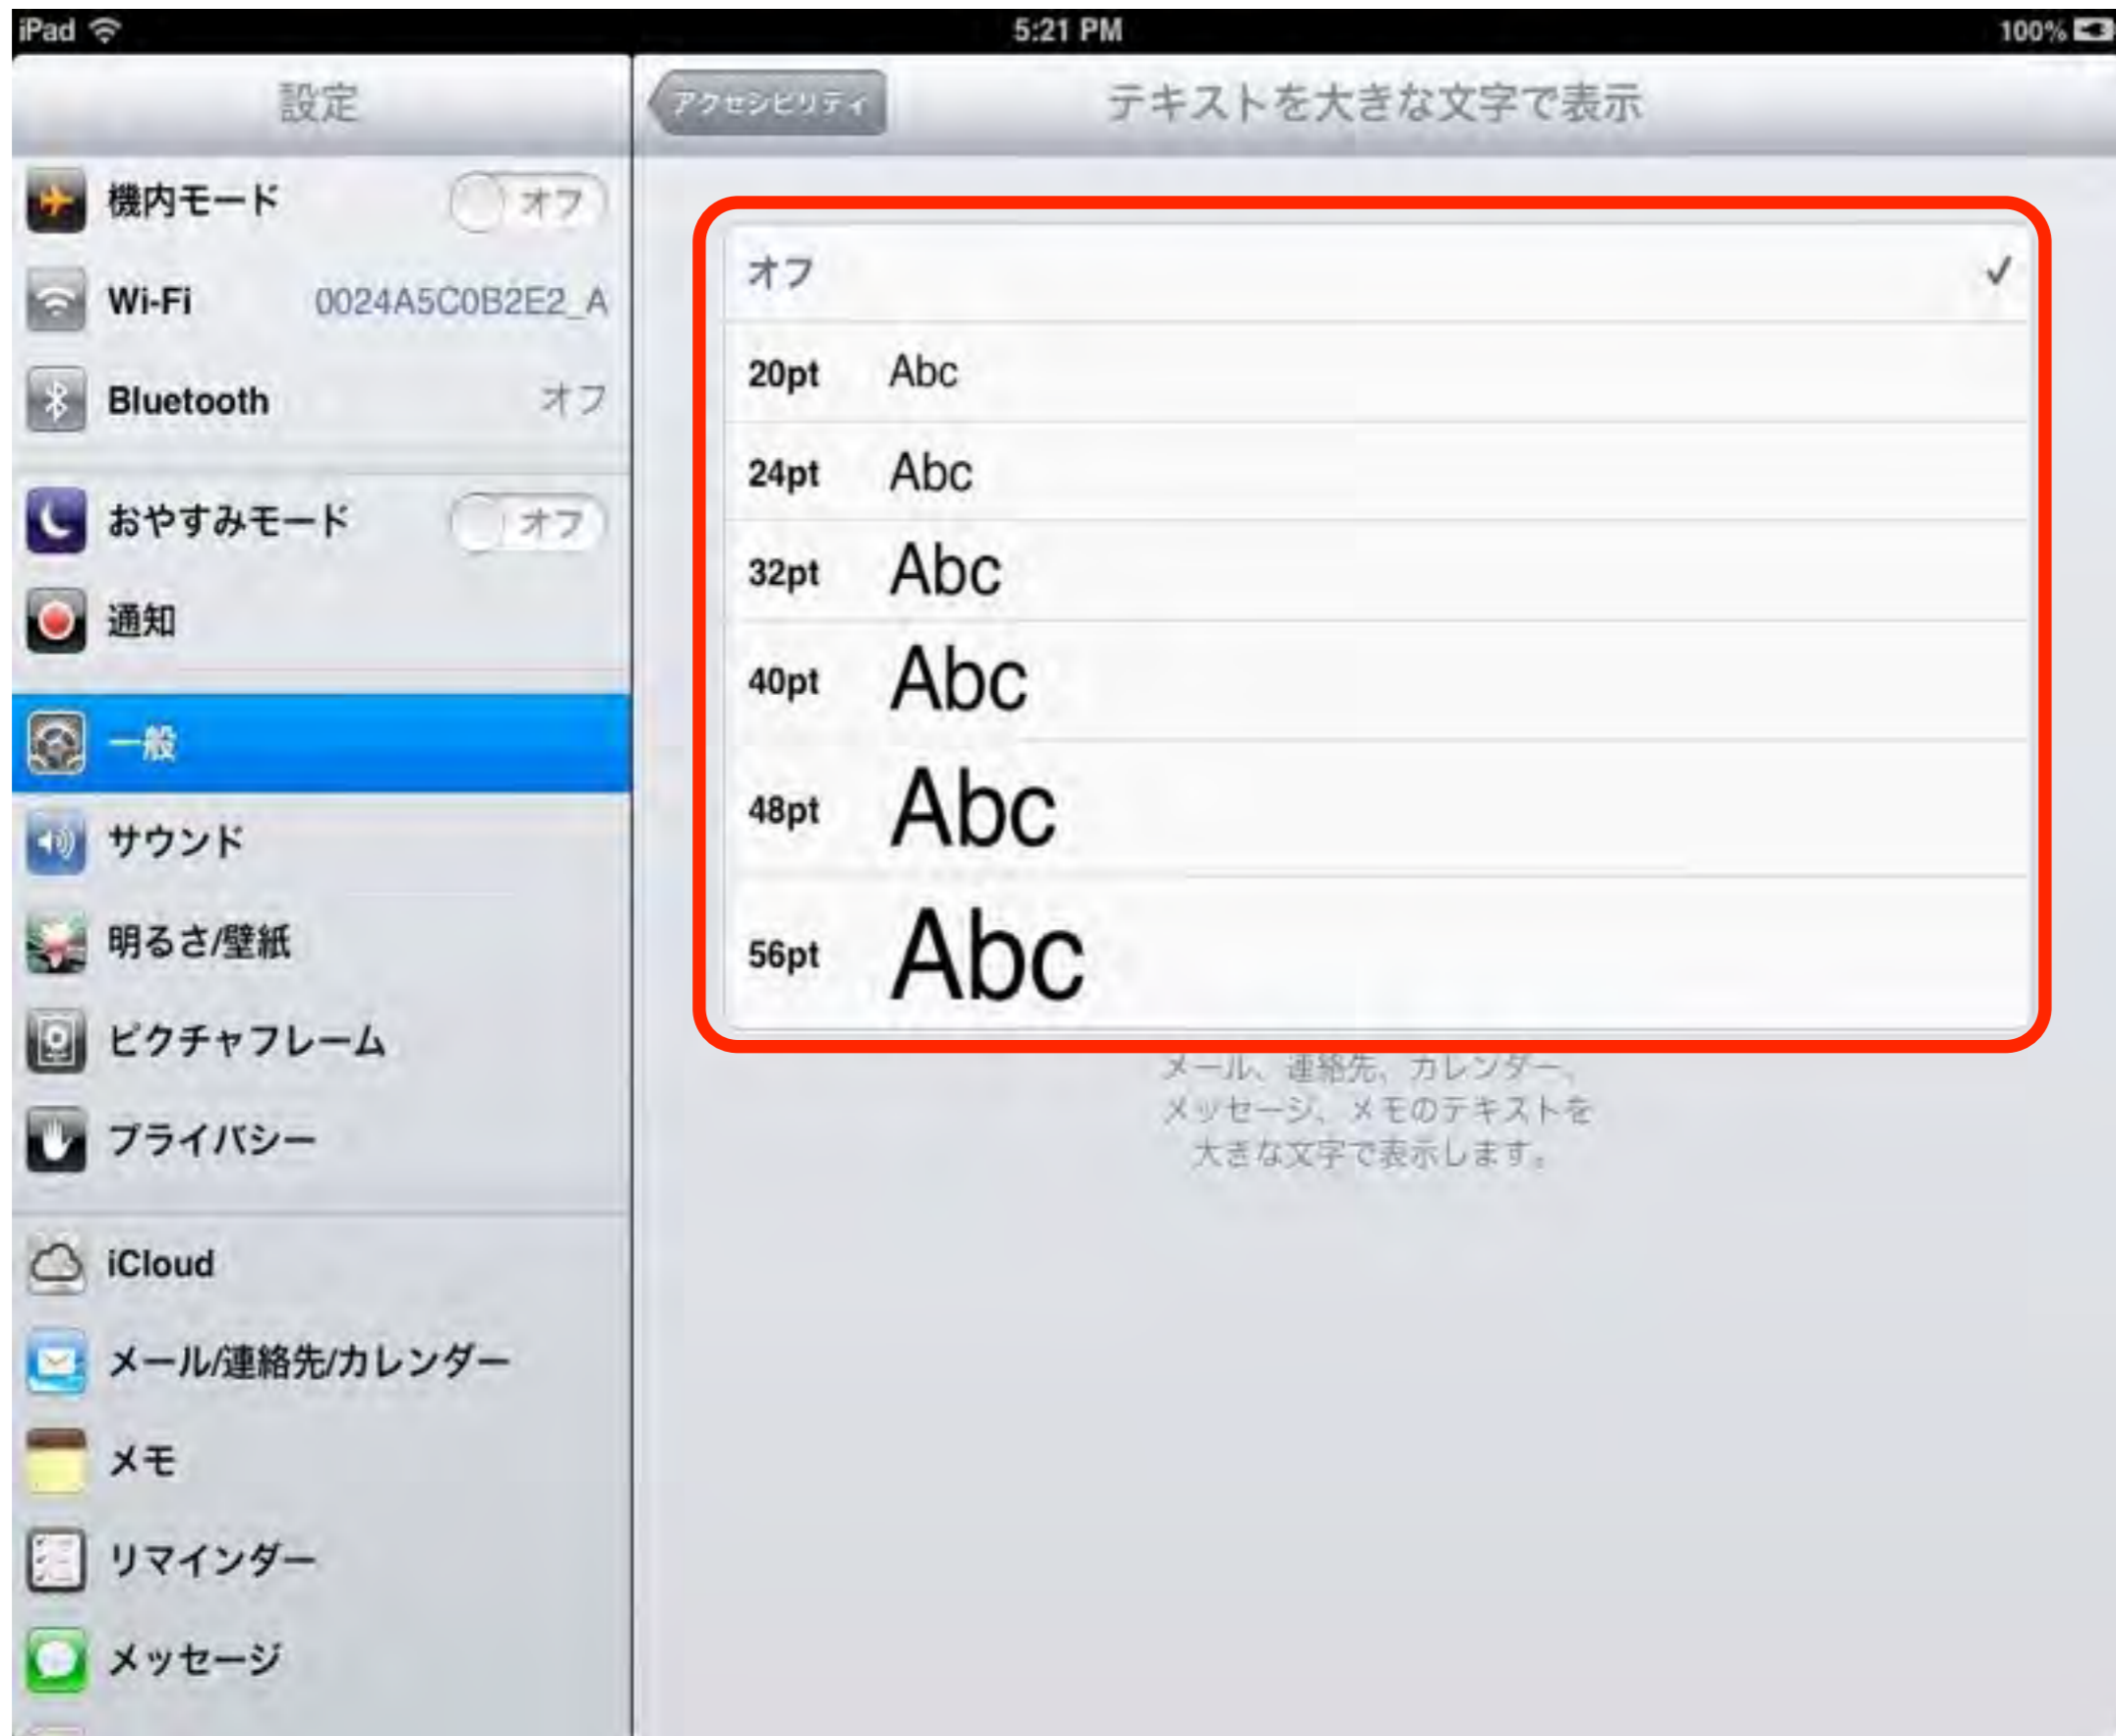 iPad 5:21 PM 100%
設定
アクセシビリティ テキストを大きな文字で表示
機内モード オフ
Wi-Fi 0024A5C0B2E2_A
Bluetooth オフ
おやすみモード オフ
通知
一般
サウンド
明るさ/壁紙
ピクチャフレーム
プライバシー
iCloud
メール/連絡先/カレンダー
メモ
リマインダー
メッセージ
オフ
20pt Abc
24pt Abc
32pt Abc
40pt Abc
48pt Abc
56pt Abc
メール、連絡先、カレンダー、
メッセージ、メモのテキストを
大きな文字で表示します。